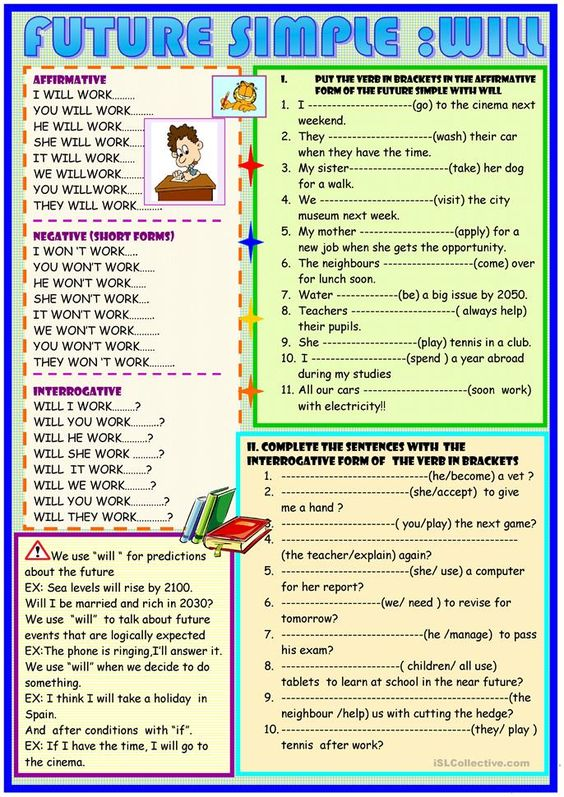 FUTURE SIMPLE :WILL
AFFIRMATIVE
I WILL WORK........
YOU WILL WORK........
HE WILL WORK........
SHE WILL WORK.....
IT WILL WORK......
WE WILLWORK......
YOU WILLWORK.....
THEY WILL WORK..........
NEGATIVE (SHORT FORMS)
I WON 'T WORK.....
YOU WON'T WORK......
HE WON'T WORK......
SHE WON'T WORK....
IT WON'T WORK.........
WE WON'T WORK.........
YOU WON'T WORK......
THEY WON 'T WORK..........
INTERROGATIVE
WILL I WORK.........?
WILL YOU WORK...........?
WILL HE WORK.........?
WILL SHE WORK ..........?
WILL IT WORK.........?
WILL WE WORK.........?
WILL YOU WORK..........?
WILL THEY WORK..........?
We use "will " for predictions
about the future
EX: Sea levels will rise by 2100.
Will I be married and rich in 2030?
We use "will" to talk about future
events that are logically expected
EX:The phone is ringing,I'll answer it.
We use "will" when we decide to do
something.
EX: I think I will take a holiday in
Spain.
And after conditions with "if".
EX: If I have the time, I will go to
the cinema.
I. PUT THE VERB IN BRACKETS IN THE AFFIRMATIVE
FORM OF THE FUTURE SIMPLE WITH WILL
1. I ----------------------(go) to the cinema next
weekend.
2. They ----------------------(wash) their car
when they have the time.
3. My sister---------------------(take) her dog
for a walk.
4. We -----------------------(visit) the city
museum next week.
5. My mother --------------------(apply) for a
new job when she gets the opportunity.
6. The neighbours -------------------(come) over
for lunch soon.
7. Water -------------(be) a big issue by 2050.
8. Teachers ----------------------( always help)
their pupils.
9. She --------------------(play) tennis in a club.
10. I --------------------(spend ) a year abroad
during my studies
11. All our cars ----------------------(soon work)
with electricity!!
II. COMPLETE THE SENTENCES WITH THE
INTERROGATIVE FORM OF THE VERB IN BRACKETS
1. -------------------------------(he/become) a vet ?
2. ---------------------------------(she/accept) to give
me a hand ?
3. ------------------------( you/play) the next game?
4. --------------------------------------------------
(the teacher/explain) again?
5. ---------------------------(she/ use) a computer
for her report?
6. ---------------------(we/ need ) to revise for
tomorrow?
7. ------------------------------(he /manage) to pass
his exam?
8. -------------------------( children/ all use)
tablets to learn at school in the near future?
9. ------------------------------------------------(the
neighbour /help) us with cutting the hedge?
10. ----------------------------------------(they/ play )
tennis after work?
iSLCollective.com